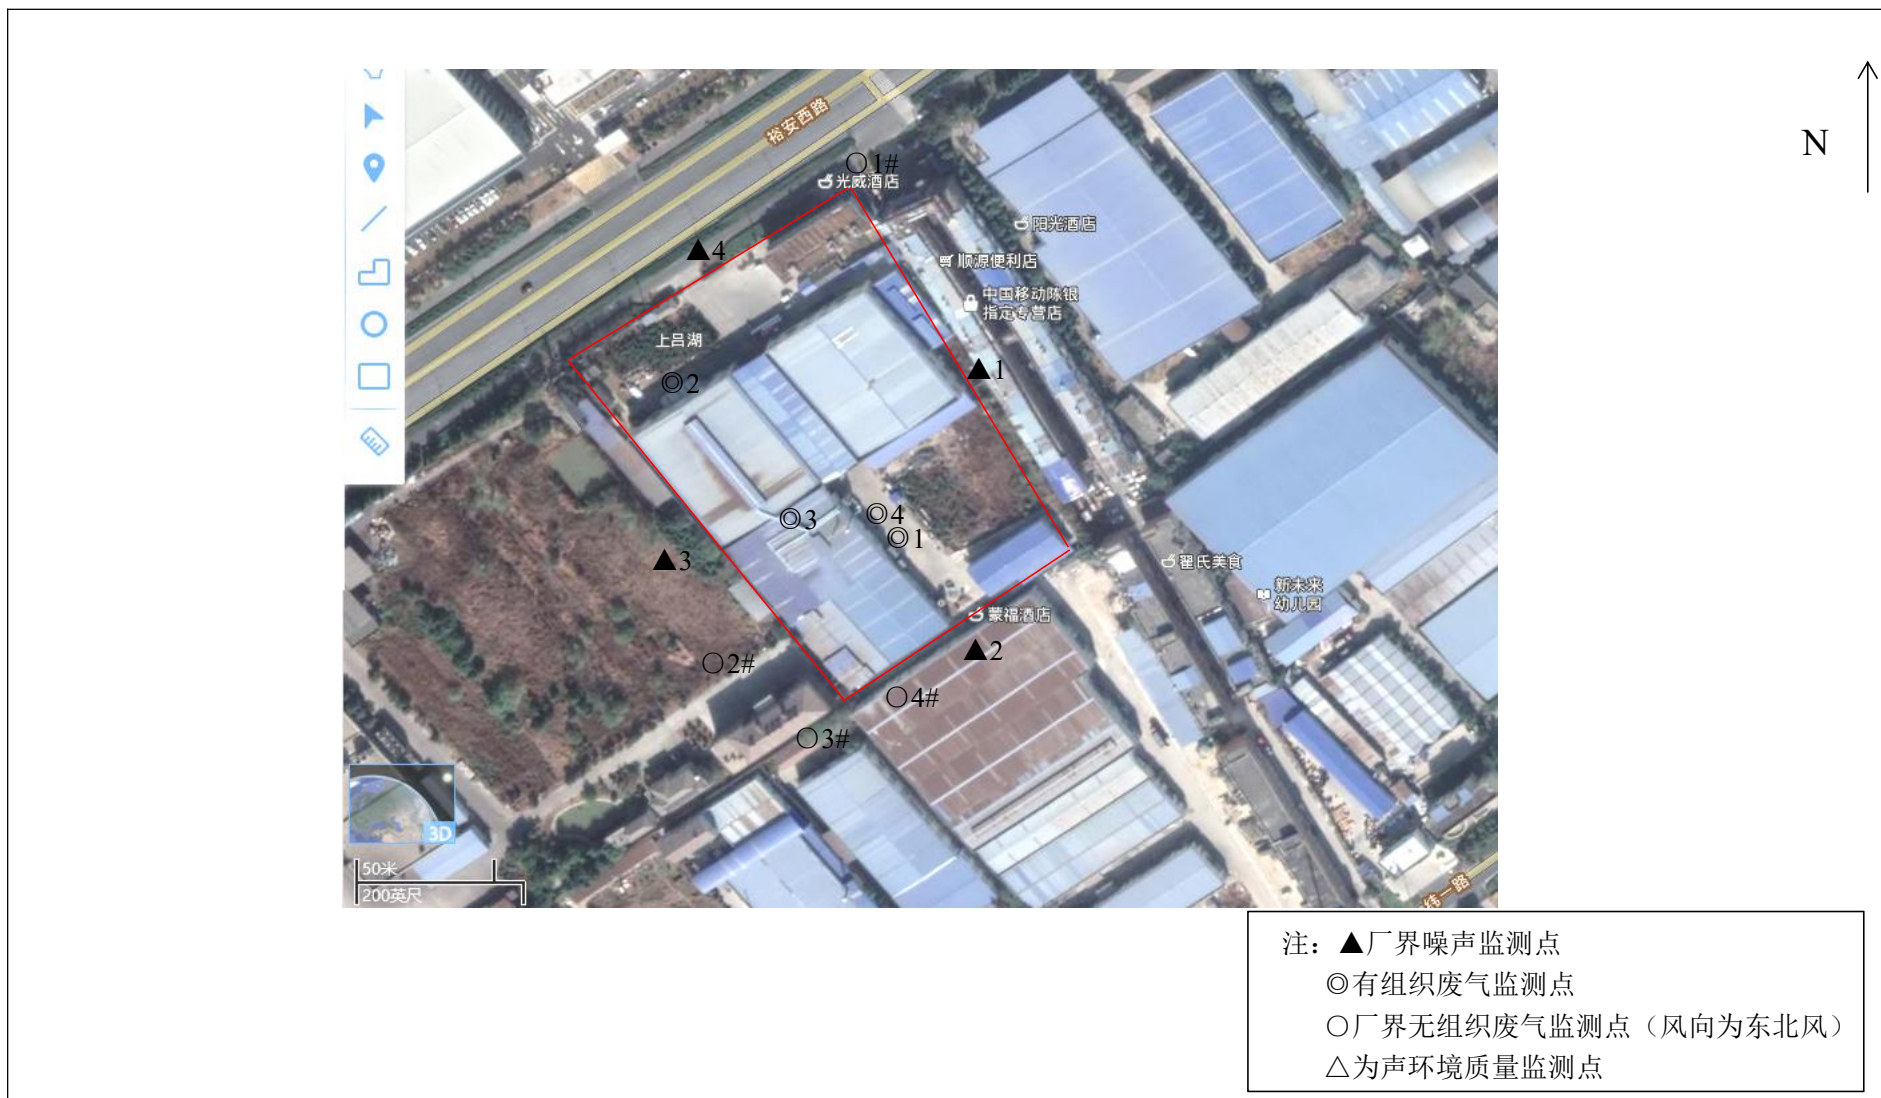 裕安西路
N
○1#
光威酒店
阳光酒店
▲4
顺源便利店
中国移动陈银
指定专营店
上吕湖
▲1
◎2
◎4
◎3
◎1
▲3
翟氏美食
新未来
幼儿园
蒙福酒店
▲2
○2#
○4#
○3#
3D
50米
200英尺
纬一路
注：▲厂界噪声监测点
◎有组织废气监测点
○厂界无组织废气监测点（风向为东北风）
△为声环境质量监测点